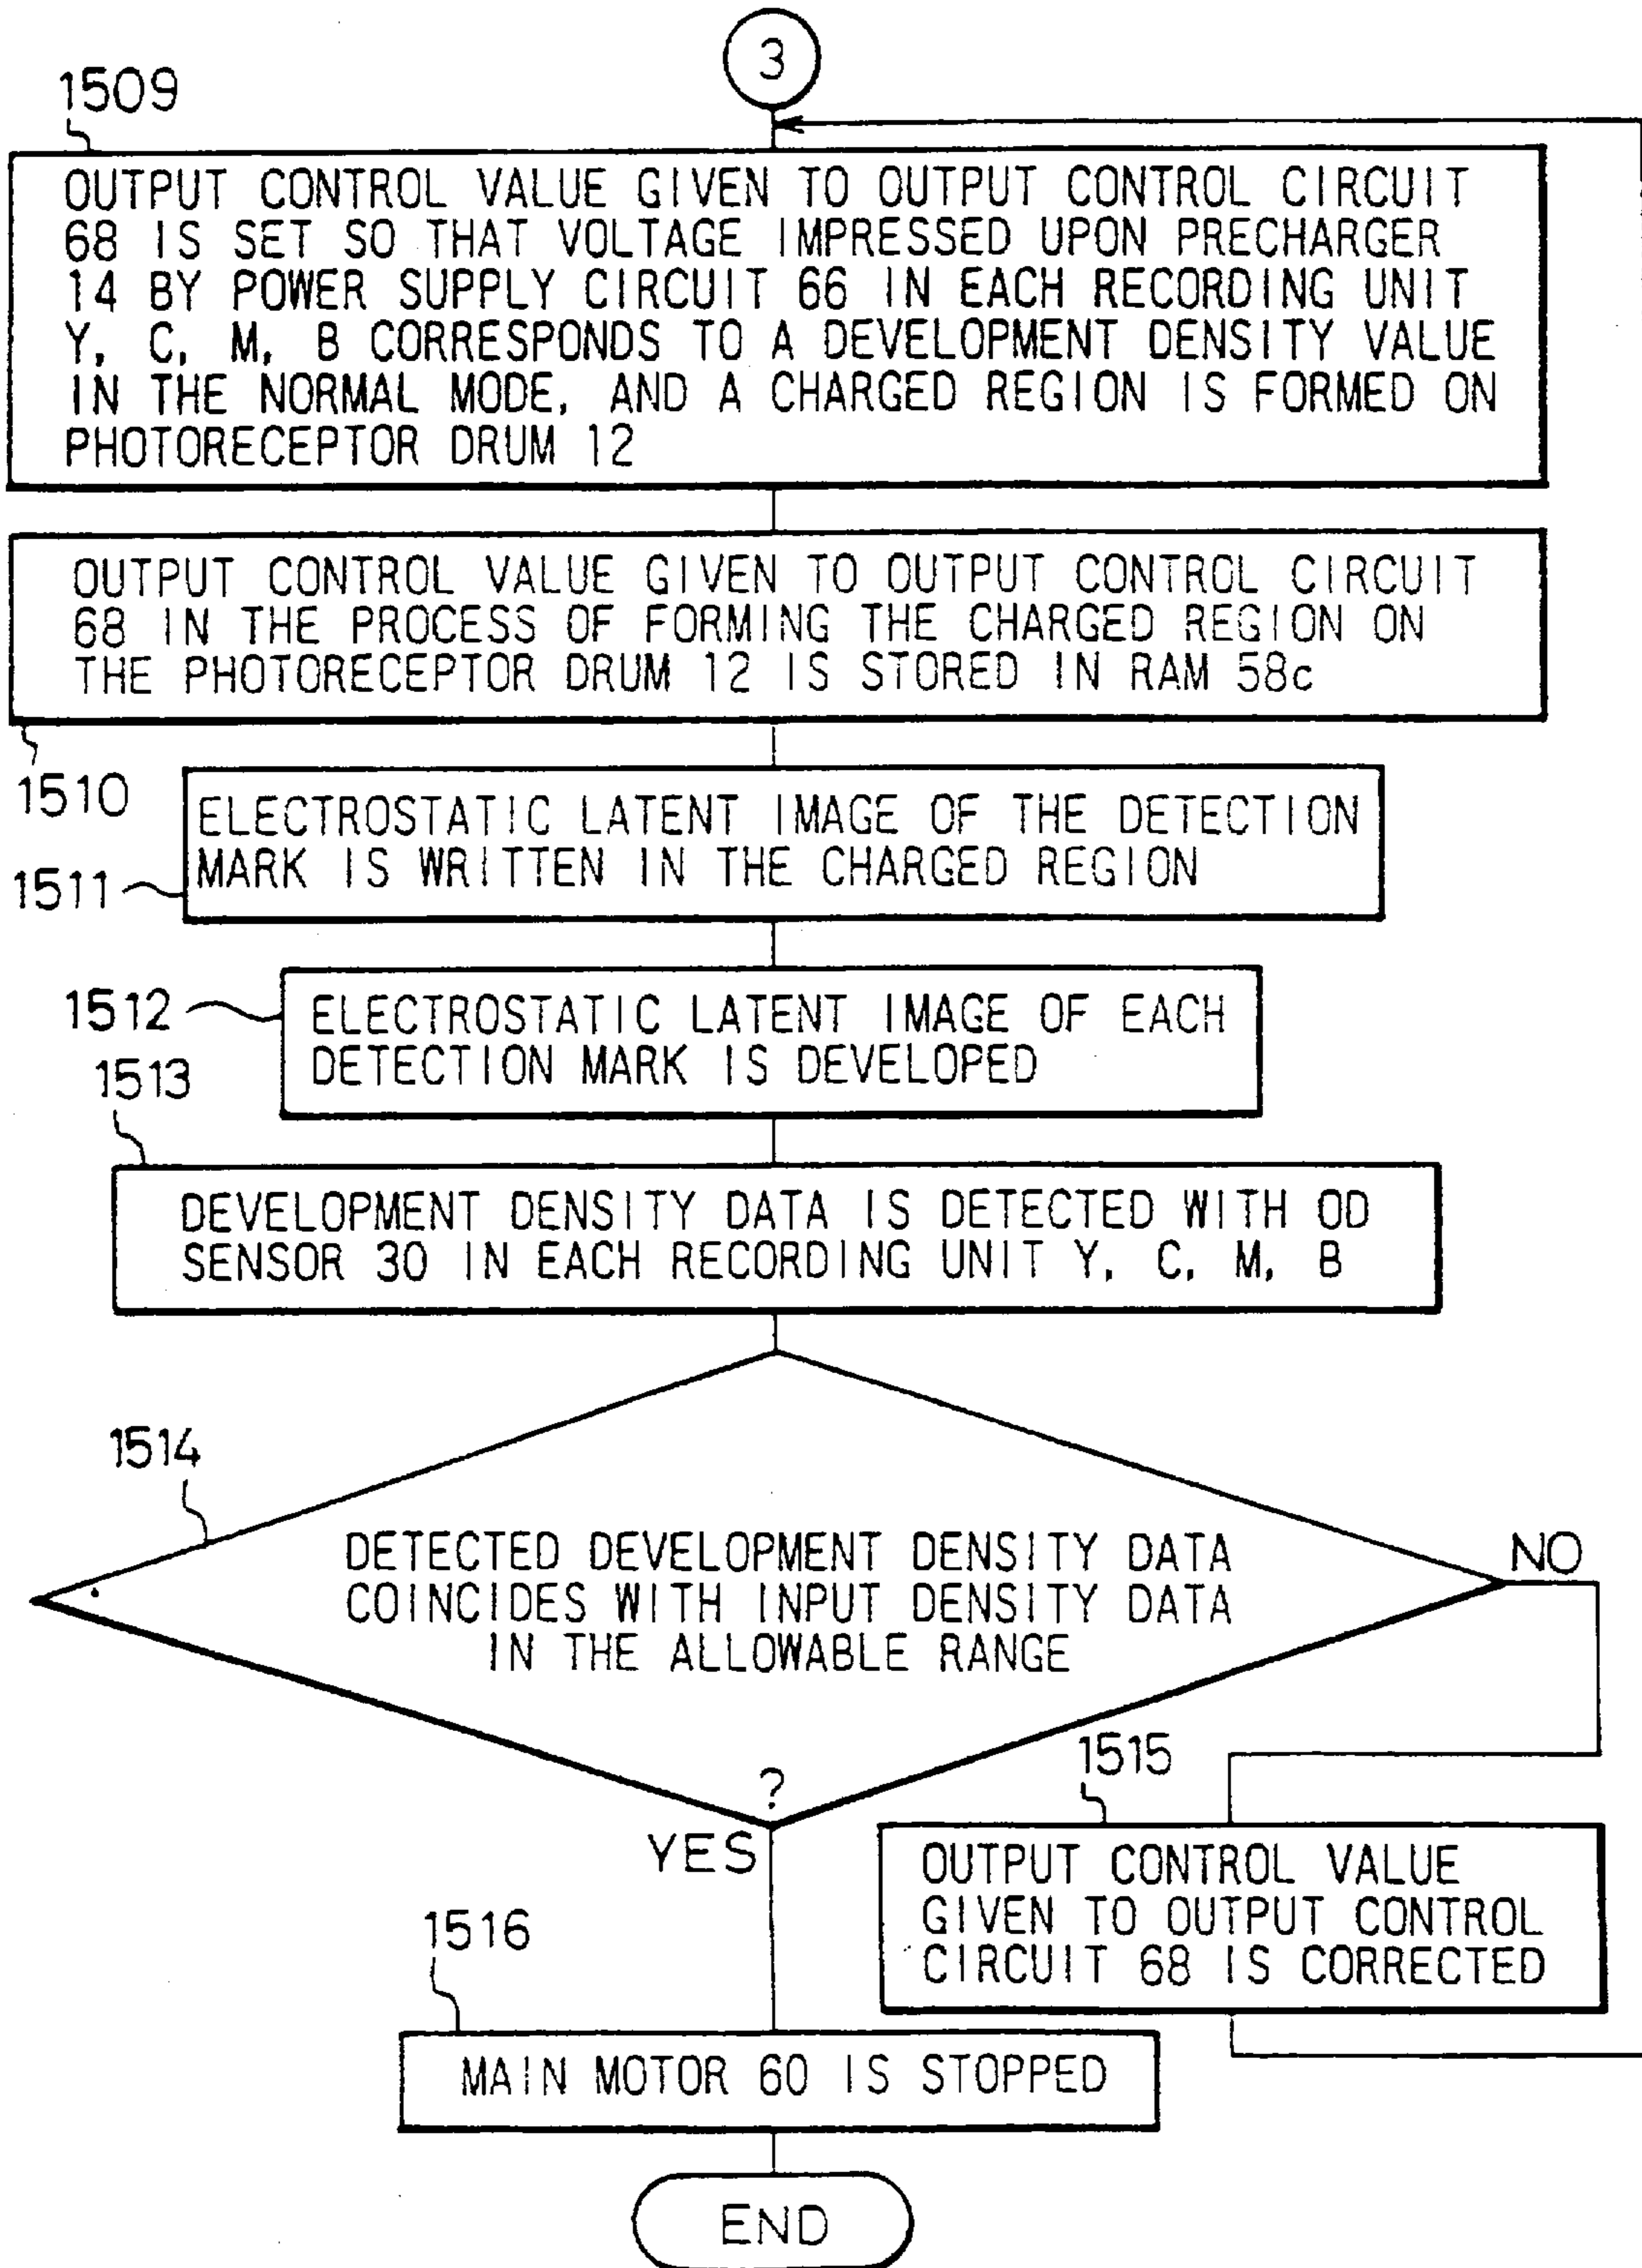 3
1509
OUTPUT CONTROL VALUE GIVEN TO OUTPUT CONTROL CIRCUIT
68 IS SET SO THAT VOLTAGE IMPRESSED UPON PRECHARGER
14 BY POWER SUPPLY CIRCUIT 66 IN EACH RECORDING UNIT
Y, C, M, B CORRESPONDS TO A DEVELOPMENT DENSITY VALUE
IN THE NORMAL MODE, AND A CHARGED REGION IS FORMED ON
PHOTORECEPTOR DRUM 12
OUTPUT CONTROL VALUE GIVEN TO OUTPUT CONTROL CIRCUIT
68 IN THE PROCESS OF FORMING THE CHARGED REGION ON
THE PHOTORECEPTOR DRUM 12 IS STORED IN RAM 58c
1510
ELECTROSTATIC LATENT IMAGE OF THE DETECTION
MARK IS WRITTEN IN THE CHARGED REGION
1511
1512
ELECTROSTATIC LATENT IMAGE OF EACH
DETECTION MARK IS DEVELOPED
1513
DEVELOPMENT DENSITY DATA IS DETECTED WITH OD
SENSOR 30 IN EACH RECORDING UNIT Y, C, M, B
1514
DETECTED DEVELOPMENT DENSITY DATA
COINCIDES WITH INPUT DENSITY DATA
IN THE ALLOWABLE RANGE
?
NO
YES
1515
OUTPUT CONTROL VALUE
GIVEN TO OUTPUT CONTROL
CIRCUIT 68 IS CORRECTED
1516
MAIN MOTOR 60 IS STOPPED
END